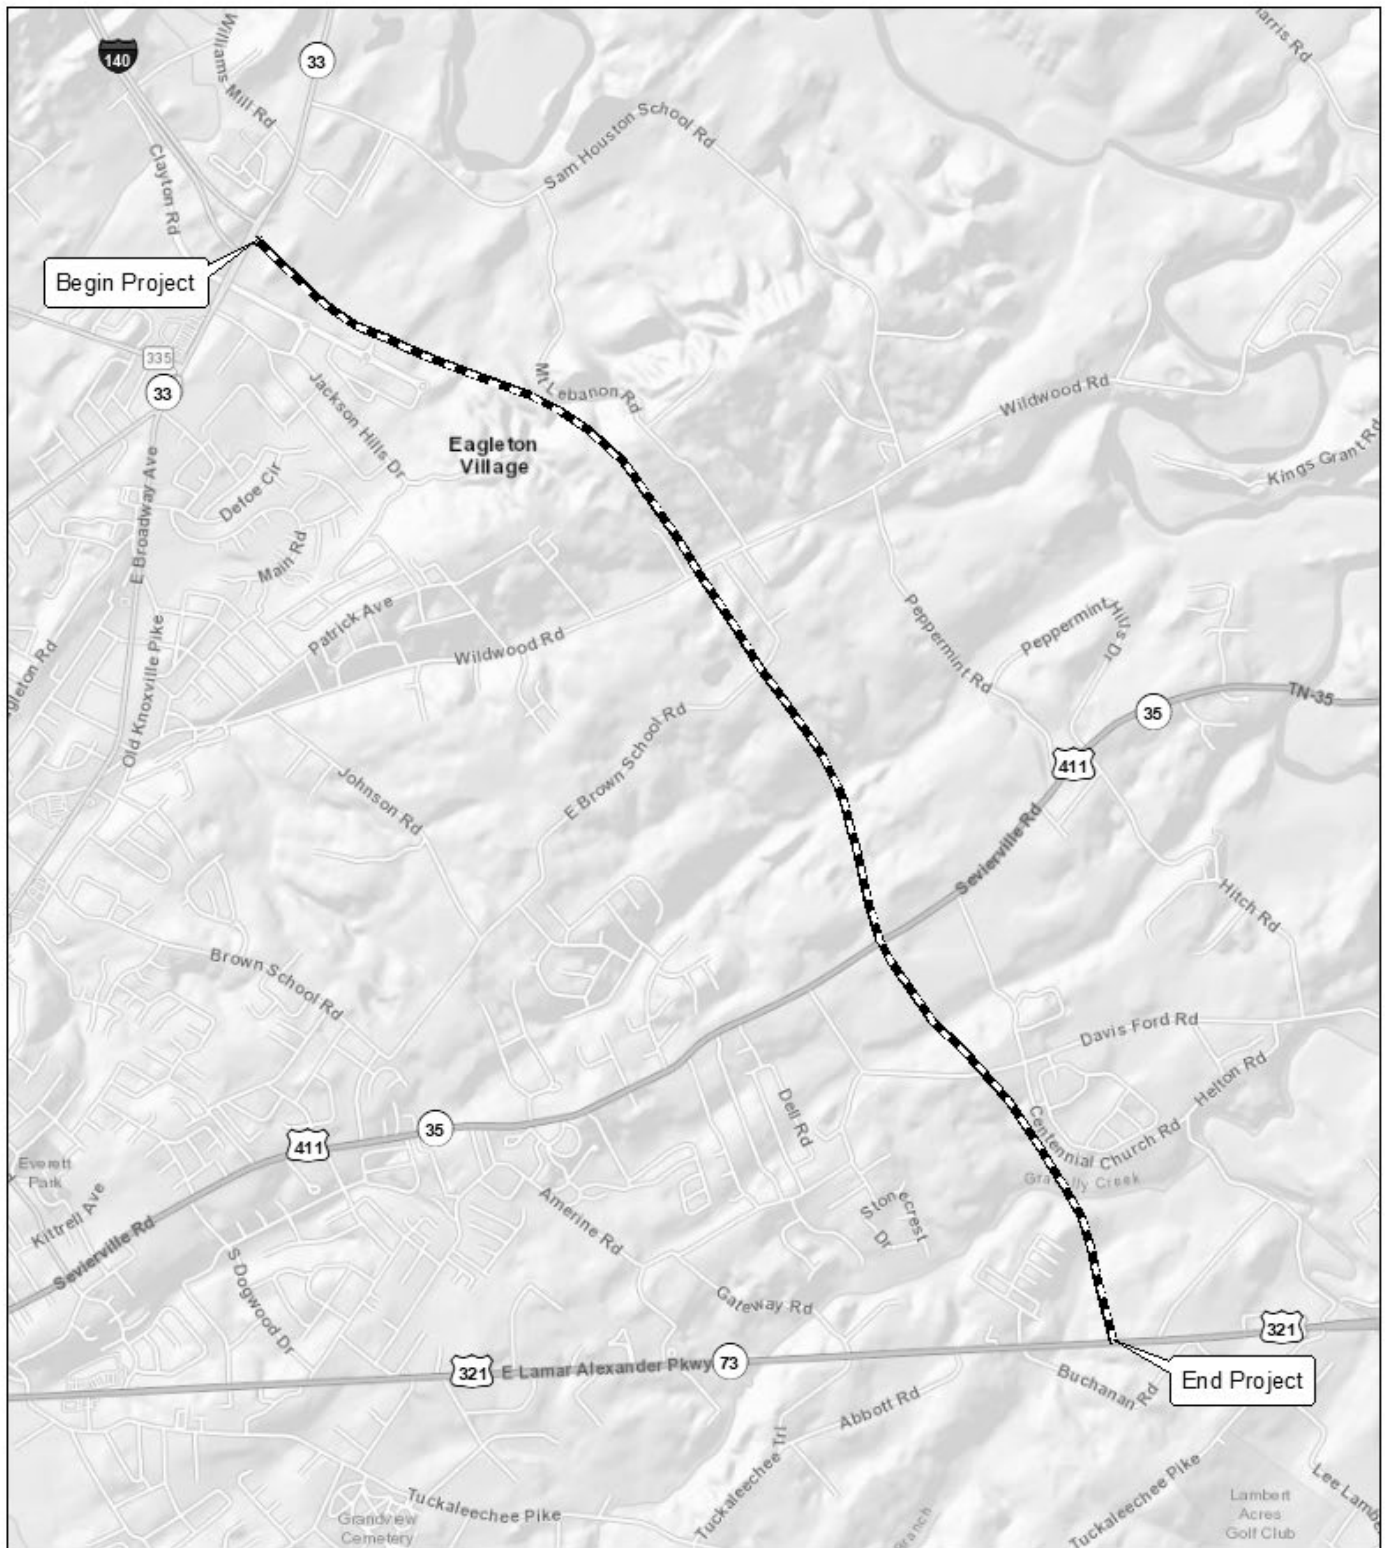 140
33
Williams Mill Rd
Harris Rd
Sam Houston School Rd
Clayton Rd
Begin Project
335
33
Mt Lebanon Rd
Jackson Hills Dr
Wildwood Rd
Eagleton
Village
Kings Grant Rd
Defoe Cir
E Broadway Ave
Main Rd
Patrick Ave
Peppermint Rd
Peppermint Hills Dr
Wildwood Rd
Old Knoxville Pike
gleton Rd
TN-35
35
E Brown School Rd
411
Johnson Rd
Sevierville Rd
Hitch Rd
Brown School Rd
Davis Ford Rd
Helton Rd
Dell Rd
Centennial Church Rd
35
411
Everett
Park
Kittrell Ave
Gravelly Creek
Stonecrest
Dr
Amerine Rd
Sevierville Rd
S Dogwood Dr
Gateway Rd
321
321
E Lamar Alexander Pkwy
73
End Project
Buchanan Rd
Abbott Rd
Tuckaleechee Trl
Tuckaleechee Pike
Tuckaleechee Pike
Grandview
Cemetery
ranch
Lambert
Acres
Golf Club
Lee Lambe